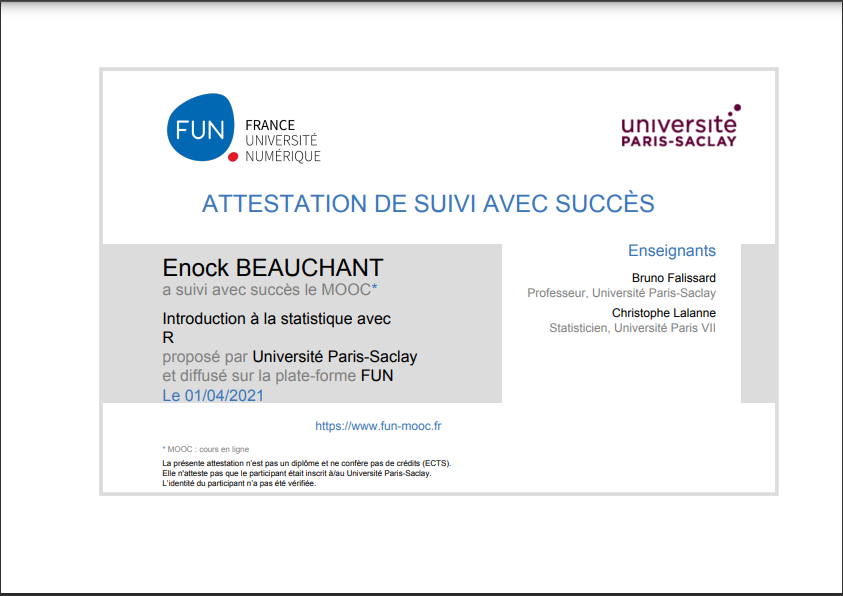 FUN
FRANCE
UNIVERSITÉ
NUMÉRIQUE
université
PARIS-SACLAY
ATTESTATION DE SUIVI AVEC SUCCÈS
Enock BEAUCHANT
a suivi avec succès le MOOC*
Introduction à la statistique avec
R
proposé par Université Paris-Saclay
et diffusé sur la plate-forme FUN
Le 01/04/2021
Enseignants
Bruno Falissard
Professeur, Université Paris-Saclay
Christophe Lalanne
Statisticien, Université Paris VII
https://www.fun-mooc.fr
* MOOC : cours en ligne
La présente attestation n'est pas un diplôme et ne confère pas de crédits (ECTS).
Elle n'atteste pas que le participant était inscrit à/au Université Paris-Saclay.
L'identité du participant n'a pas été vérifiée.